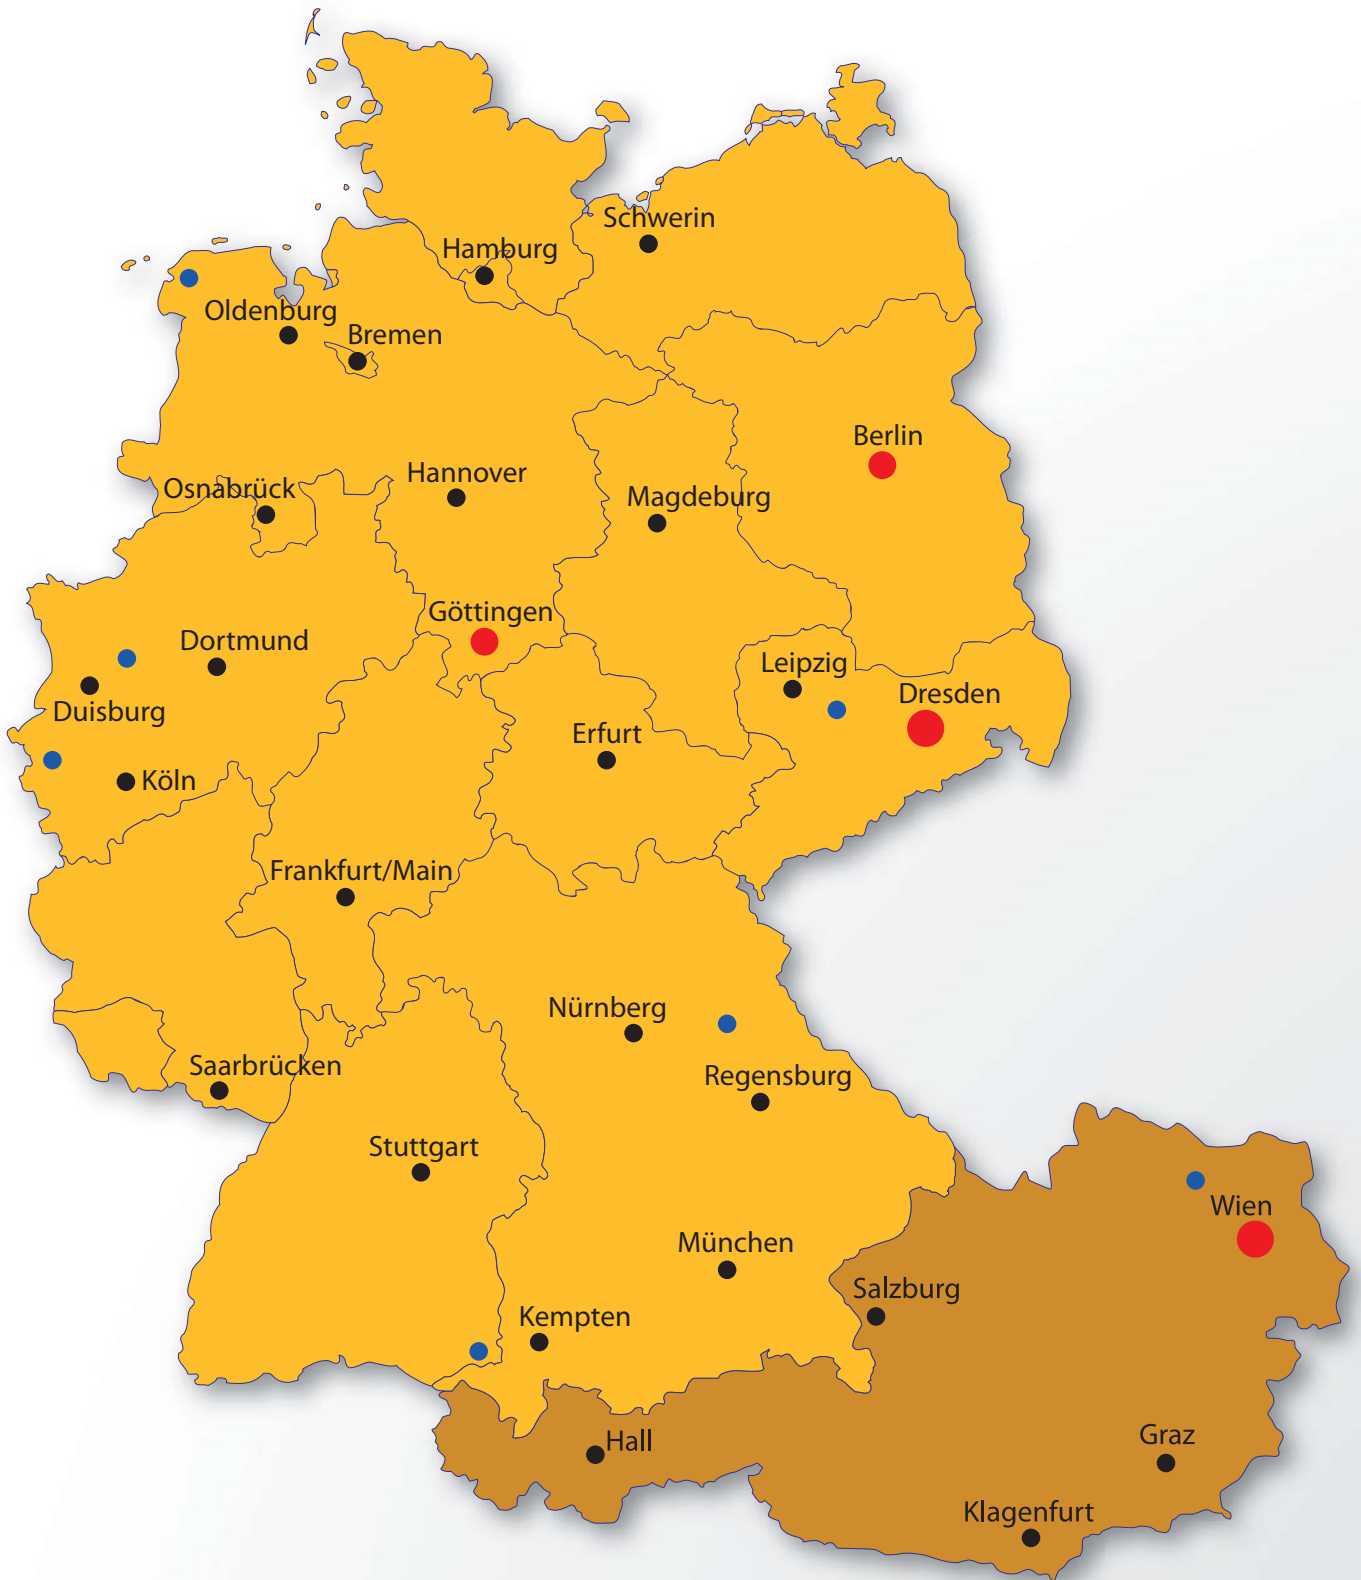 Schwerin
Hamburg
Oldenburg
Bremen
Berlin
Hannover
Osnabrück
Magdeburg
Göttingen
Dortmund
Leipzig
Dresden
Duisburg
Erfurt
Köln
Frankfurt/Main
Nürnberg
Saarbrücken
Regensburg
Stuttgart
Wien
München
Salzburg
Kempten
Graz
Hall
Klagenfurt